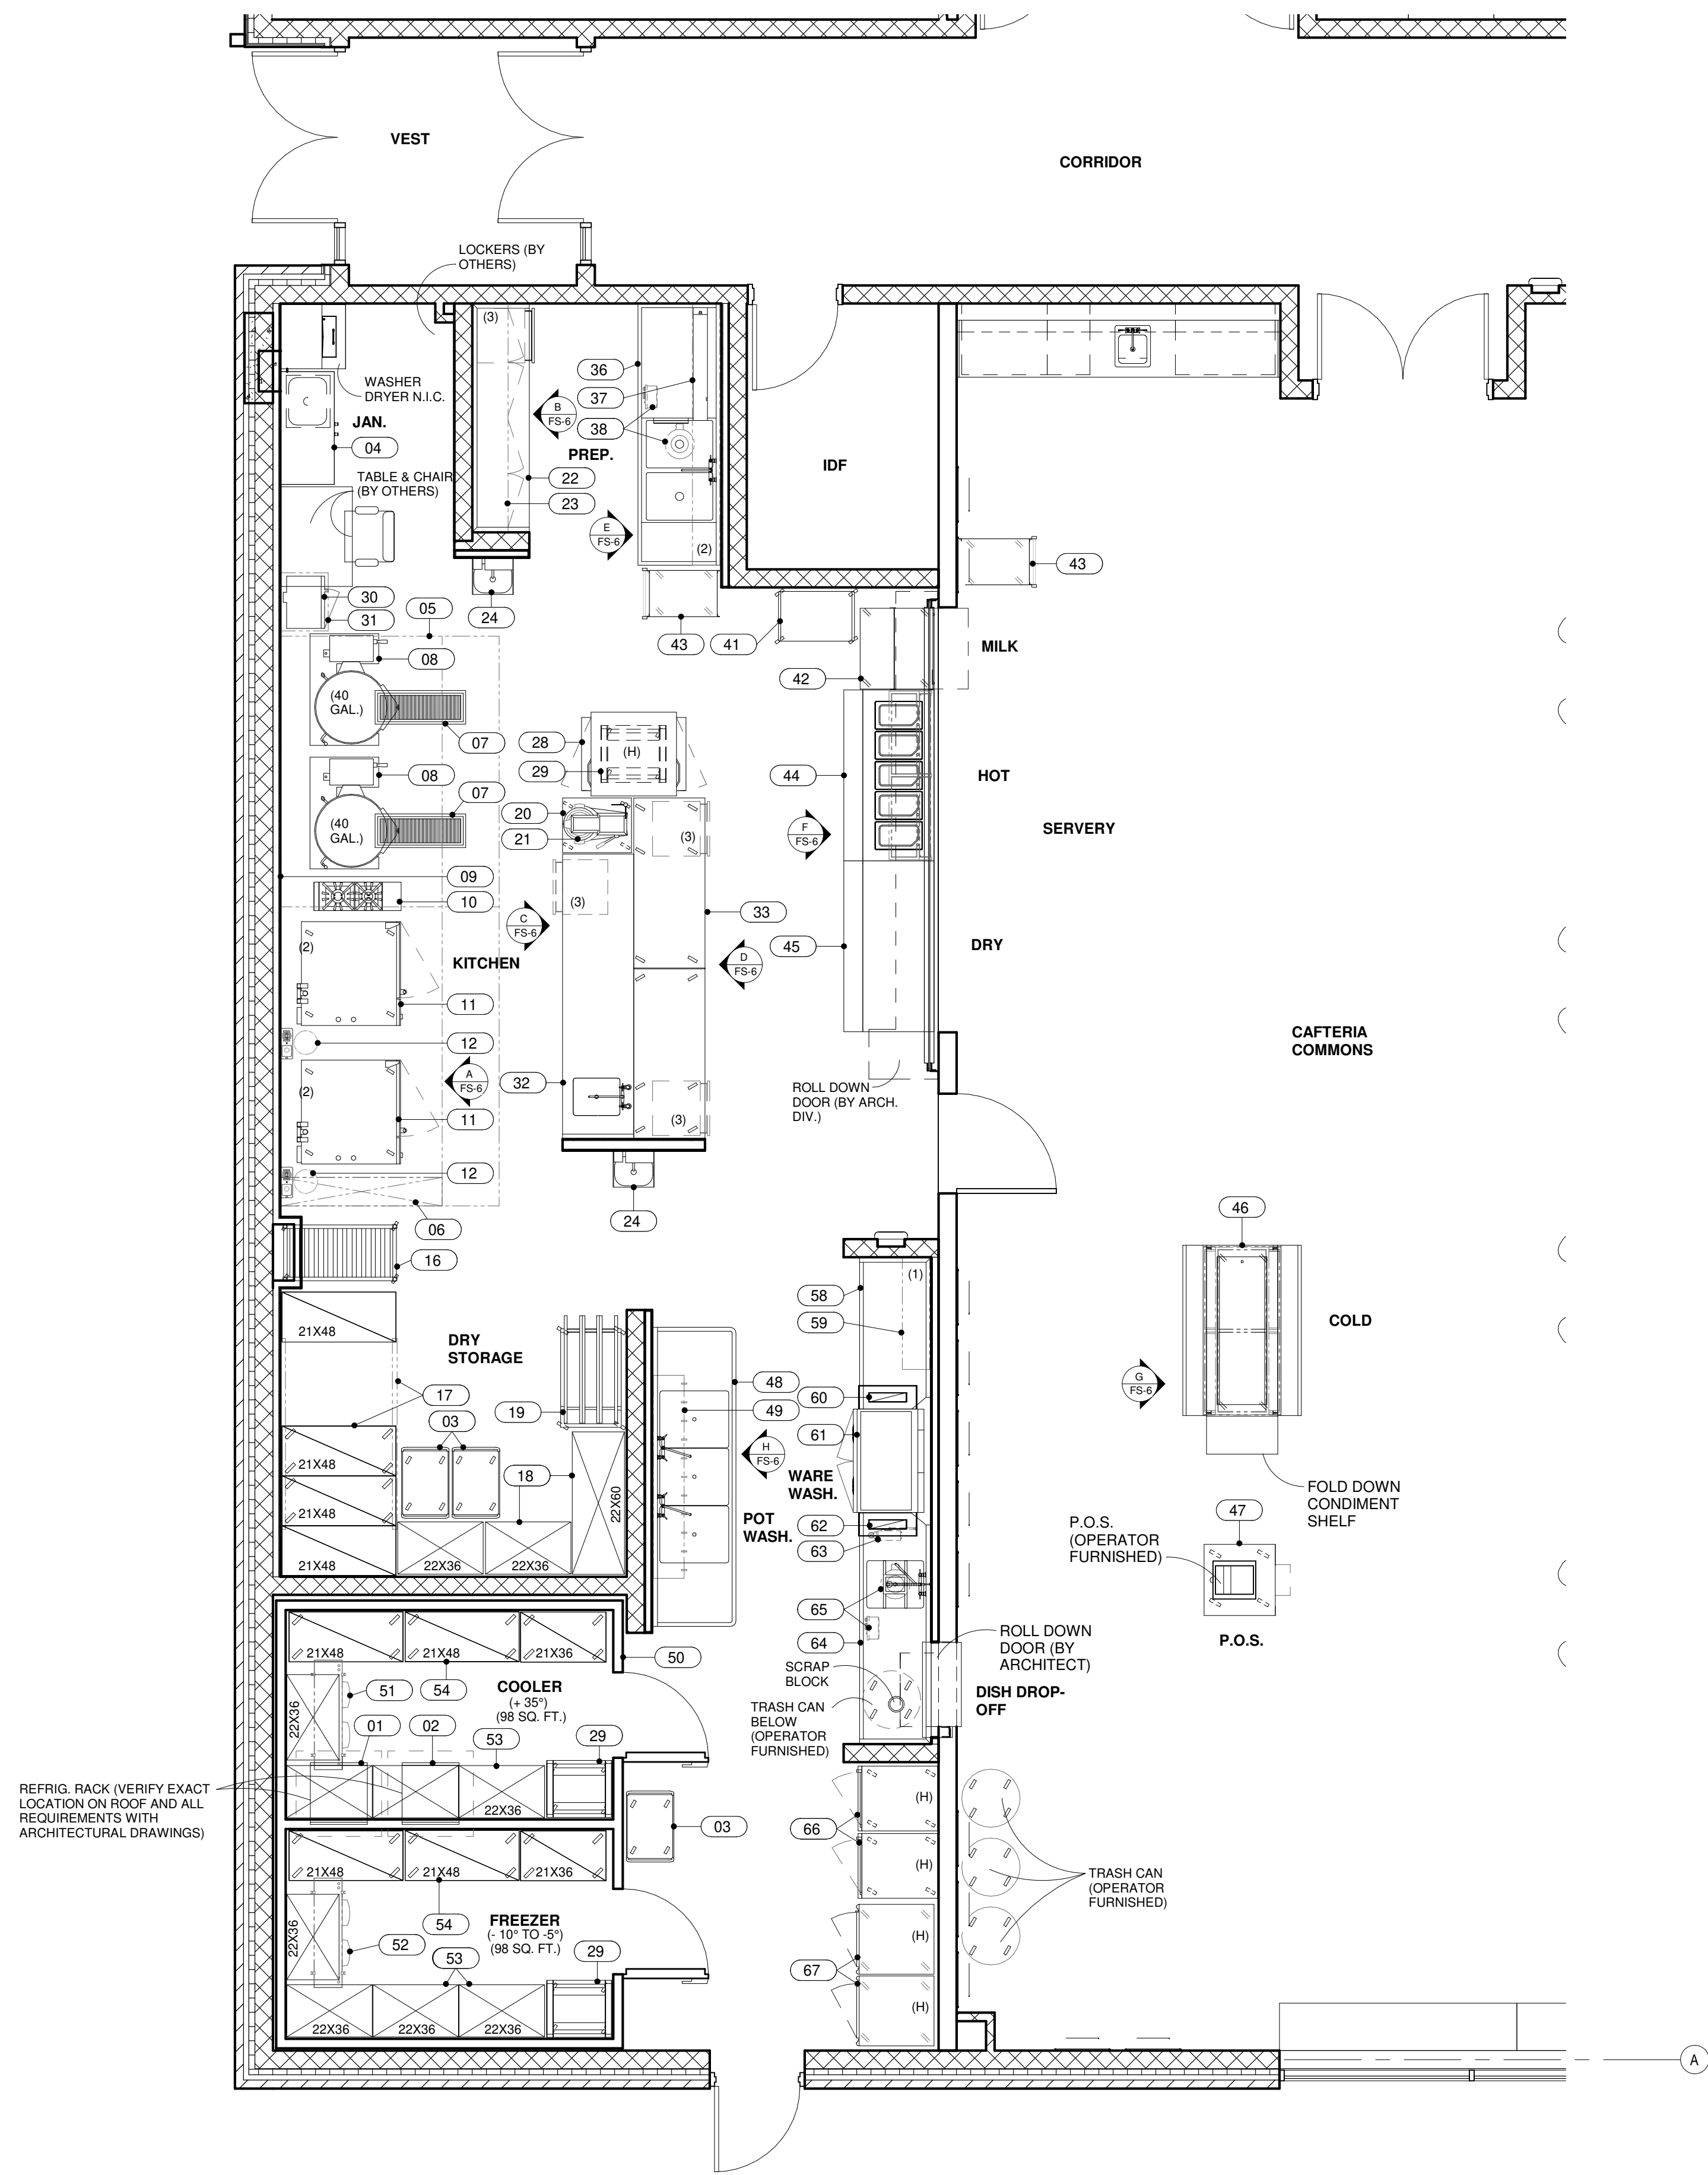 VEST
CORRIDOR
LOCKERS (BY
OTHERS)
(3)
36
WASHER
DRYER N.I.C.
37
B
FS-6
JAN.
38
04
PREP.
IDF
TABLE & CHAIR
(BY OTHERS)
22
23
E
FS-6
(2)
43
30
05
31
24
43
41
MILK
08
42
(40
GAL.)
07
28
(H)
29
44
HOT
08
07
20
(40
GAL.)
21
(3)
F
FS-6
SERVERY
09
10
(3)
33
C
FS-6
(2)
45
DRY
KITCHEN
D
FS-6
11
12
CAFTERIA
COMMONS
A
FS-6
32
(2)
ROLL DOWN
DOOR (BY ARCH.
DIV.)
11
(3)
12
46
06
24
16
(1)
58
59
21X48
DRY
STORAGE
COLD
48
G
FS-6
17
60
49
19
03
61
H
FS-6
21X48
18
WARE
WASH.
FOLD DOWN
CONDIMENT
SHELF
22X60
21X48
POT
WASH.
62
47
P.O.S.
(OPERATOR
FURNISHED)
63
21X48
22X36
22X36
65
64
ROLL DOWN
DOOR (BY
ARCHITECT)
P.O.S.
21X48
21X48
21X36
50
SCRAP
BLOCK
COOLER
(+ 35°)
(98 SQ. FT.)
51
54
DISH DROP-
OFF
22X36
TRASH CAN
BELOW
(OPERATOR
FURNISHED)
01
02
53
29
REFRIG. RACK (VERIFY EXACT
LOCATION ON ROOF AND ALL
REQUIREMENTS WITH
ARCHITECTURAL DRAWINGS)
22X36
(H)
03
66
21X48
21X48
21X36
(H)
TRASH CAN
(OPERATOR
FURNISHED)
54
FREEZER
(- 10° TO -5°)
(98 SQ. FT.)
22X36
52
53
29
(H)
67
22X36
22X36
22X36
(H)
A